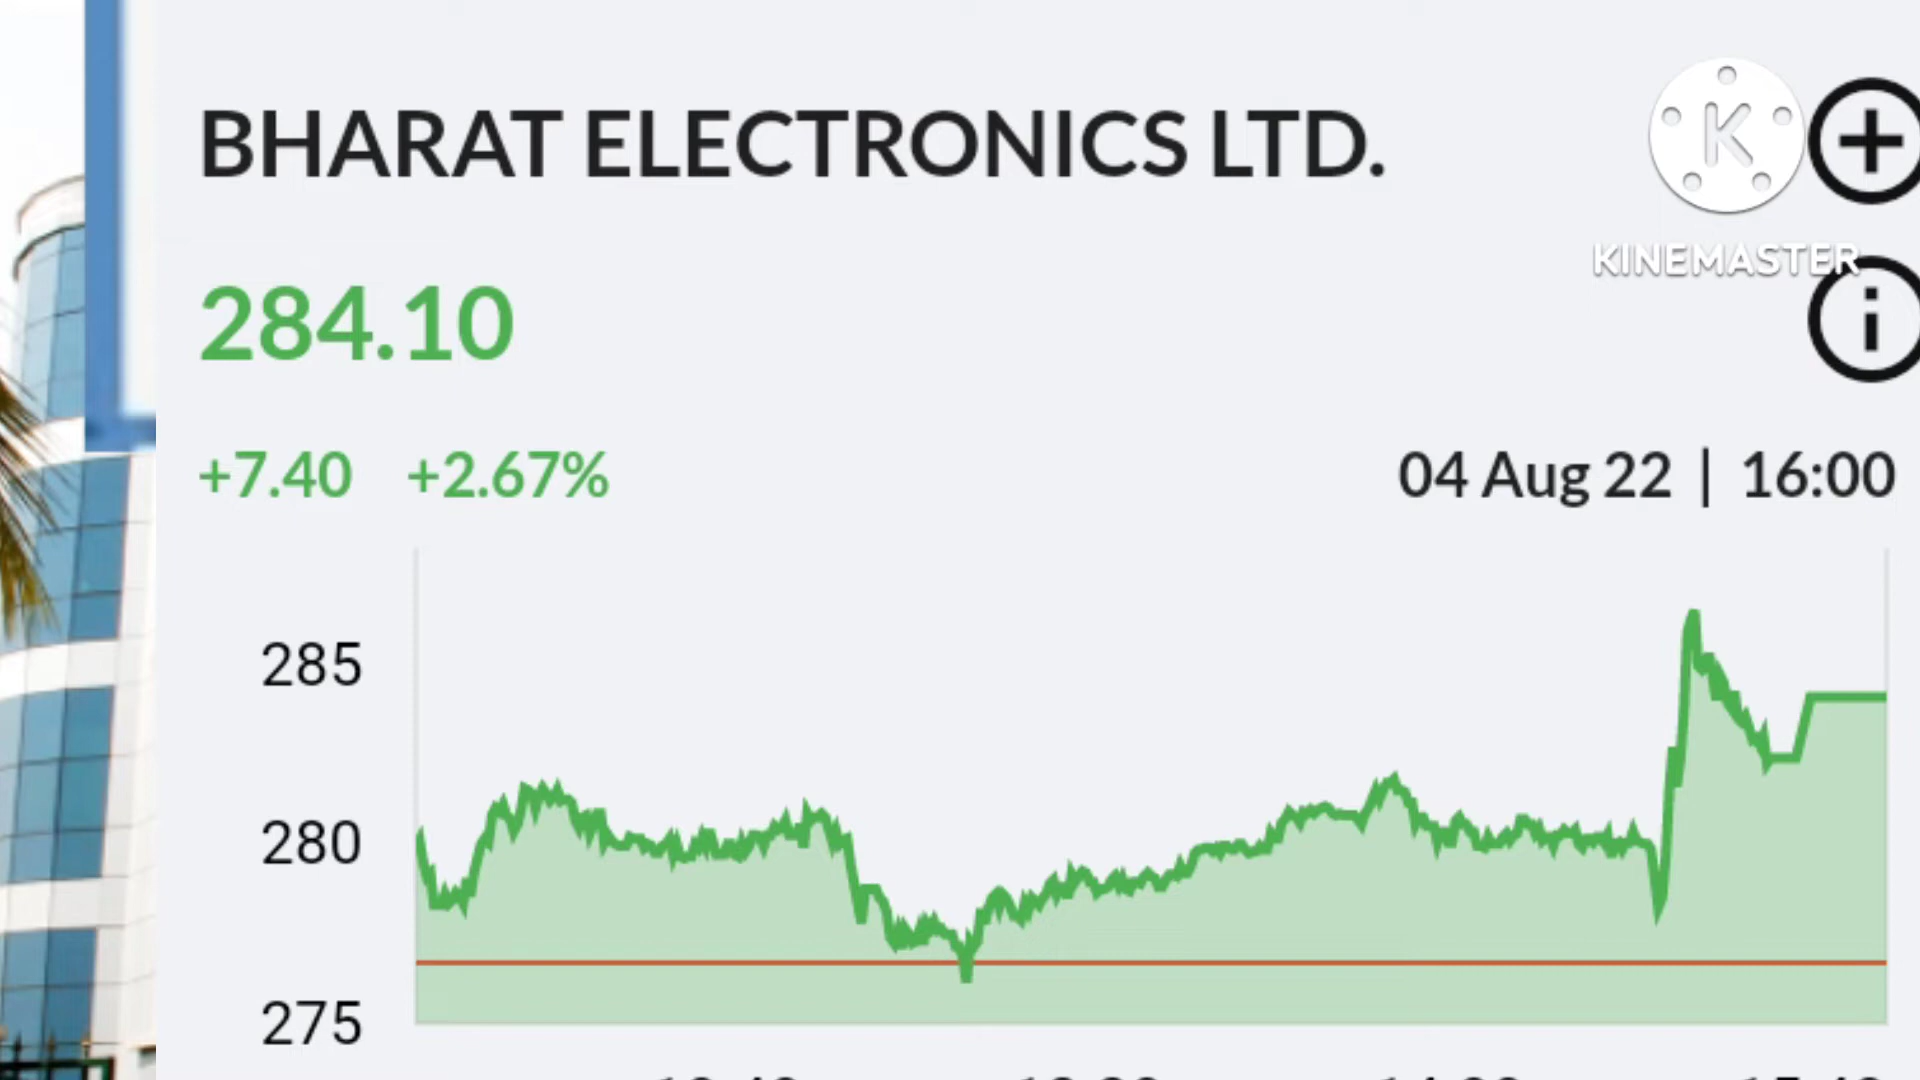 BHARAT ELECTRONICS LTD.
K
KINEMASTER
284.10
i
+7.40 +2.67% 04 Aug 22 | 16:00
285
280
275